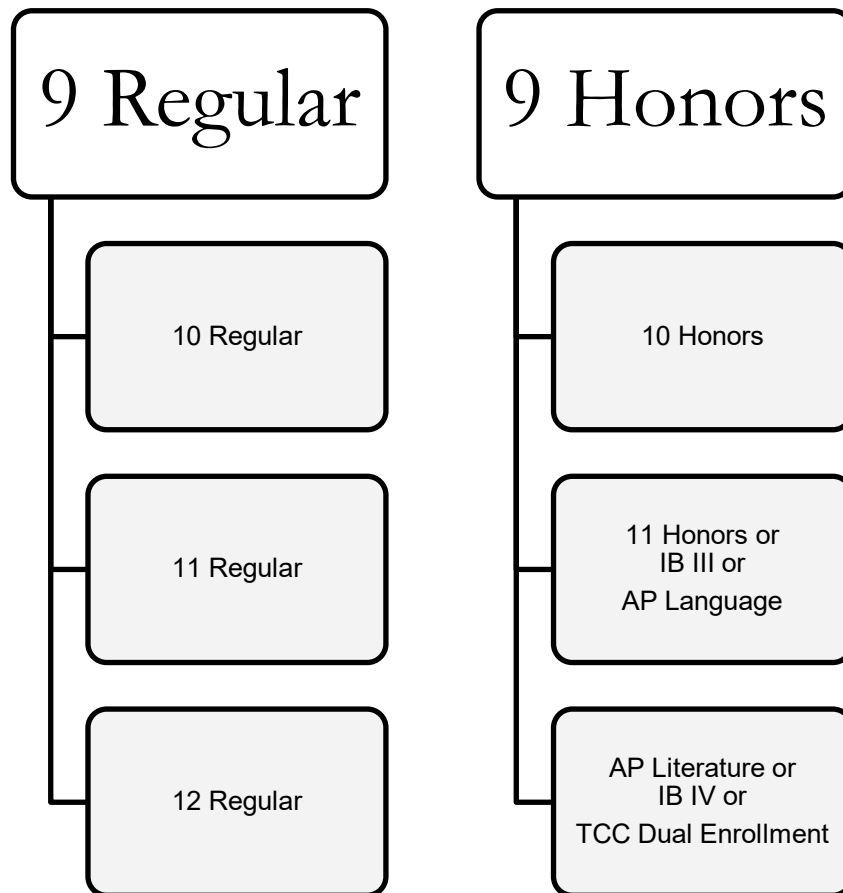 9 Regular
10 Regular
11 Regular
12 Regular
9 Honors
10 Honors
11 Honors or
IB III or
AP Language
AP Literature or
IB IV or
TCC Dual Enrollment